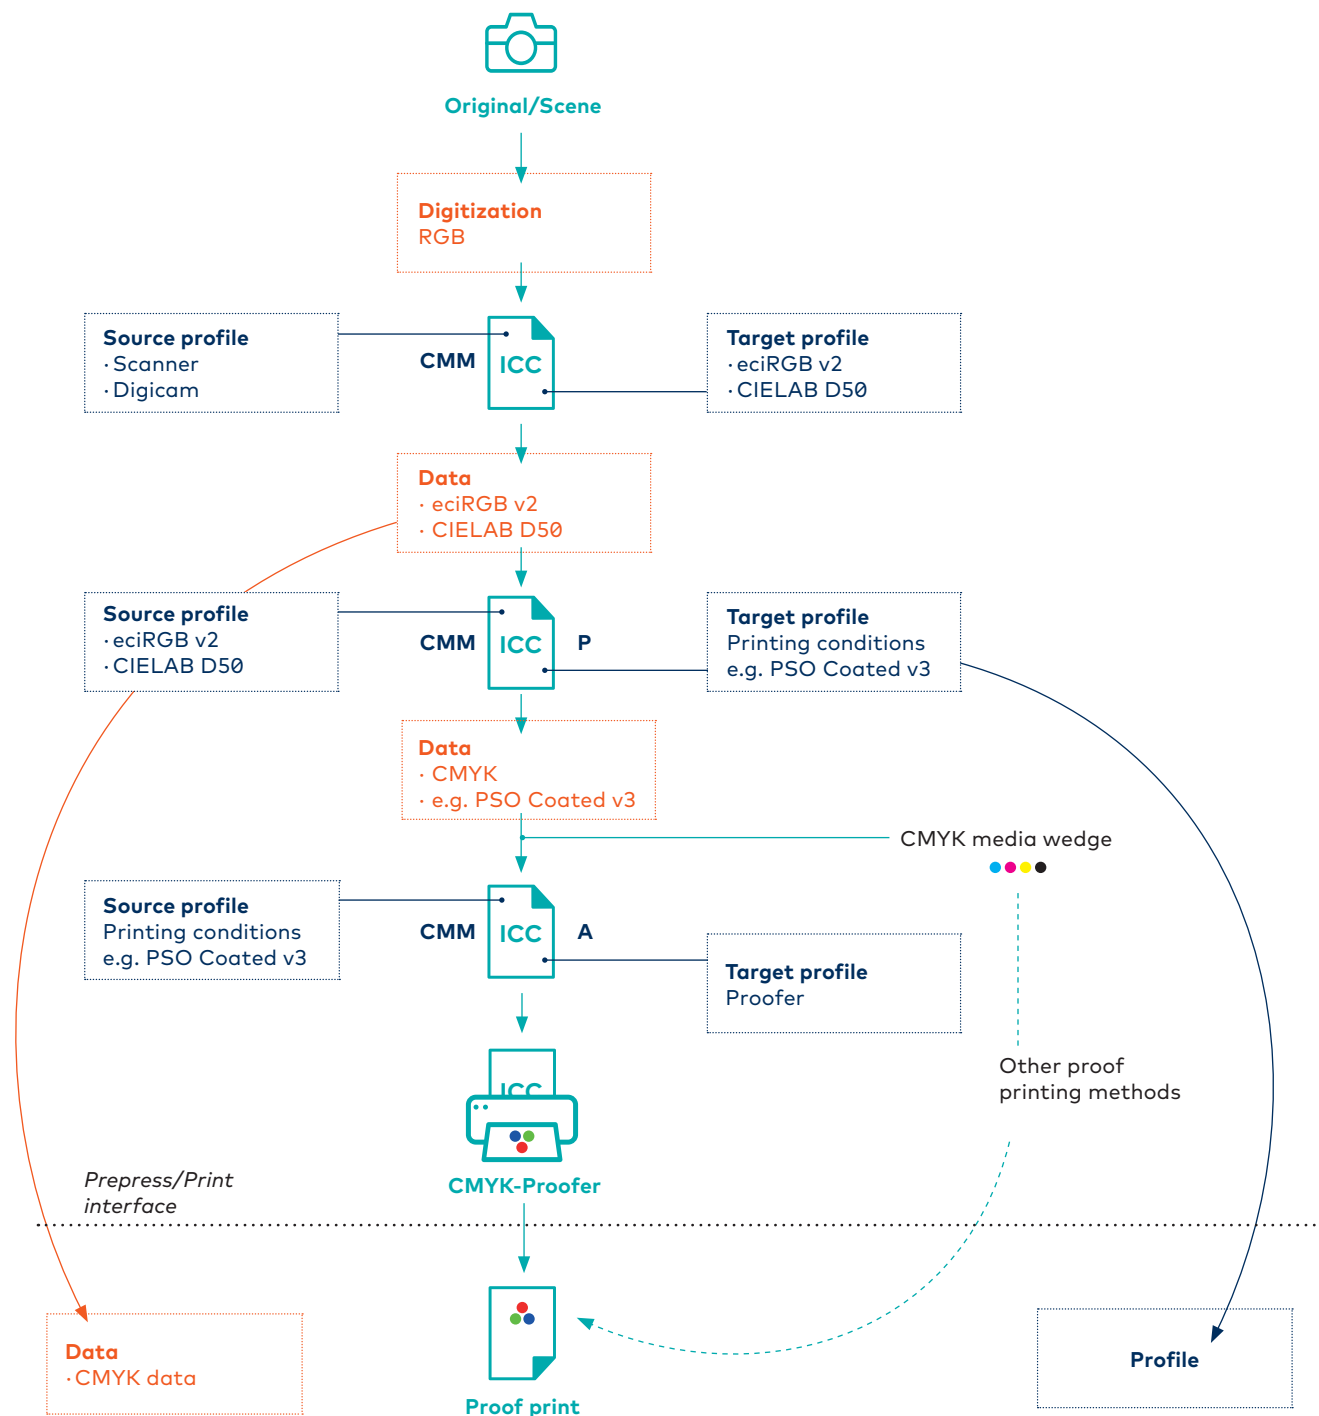 Original/Scene
Digitization
RGB
Source profile
·Scanner
·Digicam
CMM
ICC
Target profile
·eciRGB v2
·CIELAB D50
Data
· eciRGB v2
· CIELAB D50
Source profile
·eciRGB v2
·CIELAB D50
CMM
ICC
P
Target profile
Printing conditions
e.g. PSO Coated v3
Data
· CMYK
· e.g. PSO Coated v3
CMYK media wedge
Source profile
Printing conditions
e.g. PSO Coated v3
CMM
ICC
A
Target profile
Proofer
Other proof
printing methods
ICC
CMYK-Proofer
Prepress/Print
interface
Data
·CMYK data
Proof print
Profile